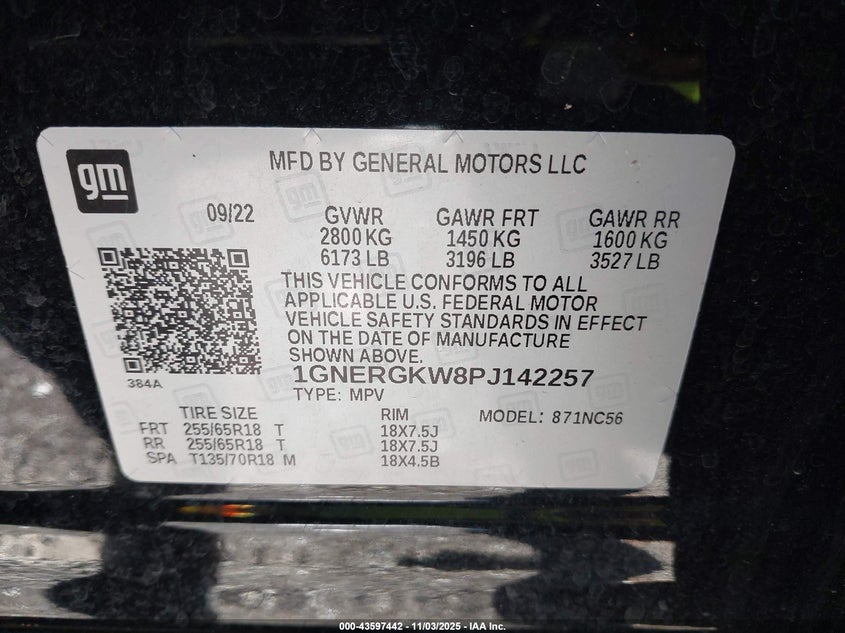 gm
MFD BY GENERAL MOTORS LLC
09/22 GVWR GAWR FRT GAWR RR
2800 KG 1450 KG 1600 KG
6173 LB 3196 LB 3527 LB
THIS VEHICLE CONFORMS TO ALL
APPLICABLE U.S. FEDERAL MOTOR
VEHICLE SAFETY STANDARDS IN EFFECT
ON THE DATE OF MANUFACTURE
SHOWN ABOVE.
384A
1GNERGKW8PJ142257
TYPE: MPV
TIRE SIZE RIM MODEL: 871NC56
FRT 255/65R18 T 18X7.5J
RR 255/65R18 T 18X7.5J
SPA T135/70R18 M 18X4.5B
000-43597442 - 11/03/2025 - IAA Inc.